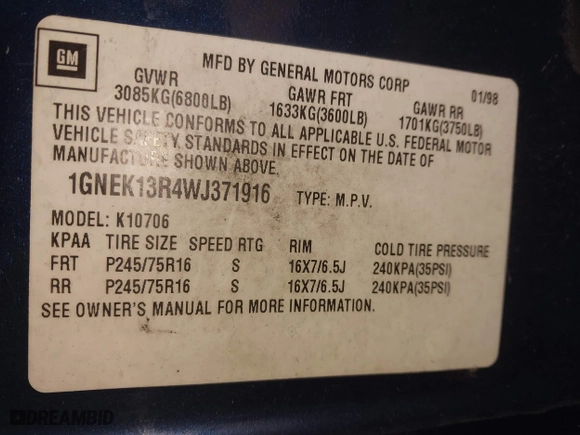 GM
MFD BY GENERAL MOTORS CORP 01/98
GVWR GAWR FRT GAWR RR
3085KG(6800LB) 1633KG(3600LB) 1701KG(3750LB)
THIS VEHICLE CONFORMS TO ALL APPLICABLE U.S. FEDERAL MOTOR
VEHICLE SAFETY STANDARDS IN EFFECT ON THE DATE OF
MANUFACTURE SHOWN ABOVE.
1GNEK13R4WJ371916 TYPE: M.P.V.
MODEL: K10706
KPAA TIRE SIZE SPEED RTG RIM COLD TIRE PRESSURE
FRT P245/75R16 S 16X7/6.5J 240KPA(35PSI)
RR P245/75R16 S 16X7/6.5J 240KPA(35PSI)
SEE OWNER'S MANUAL FOR MORE INFORMATION.
DREAMBID